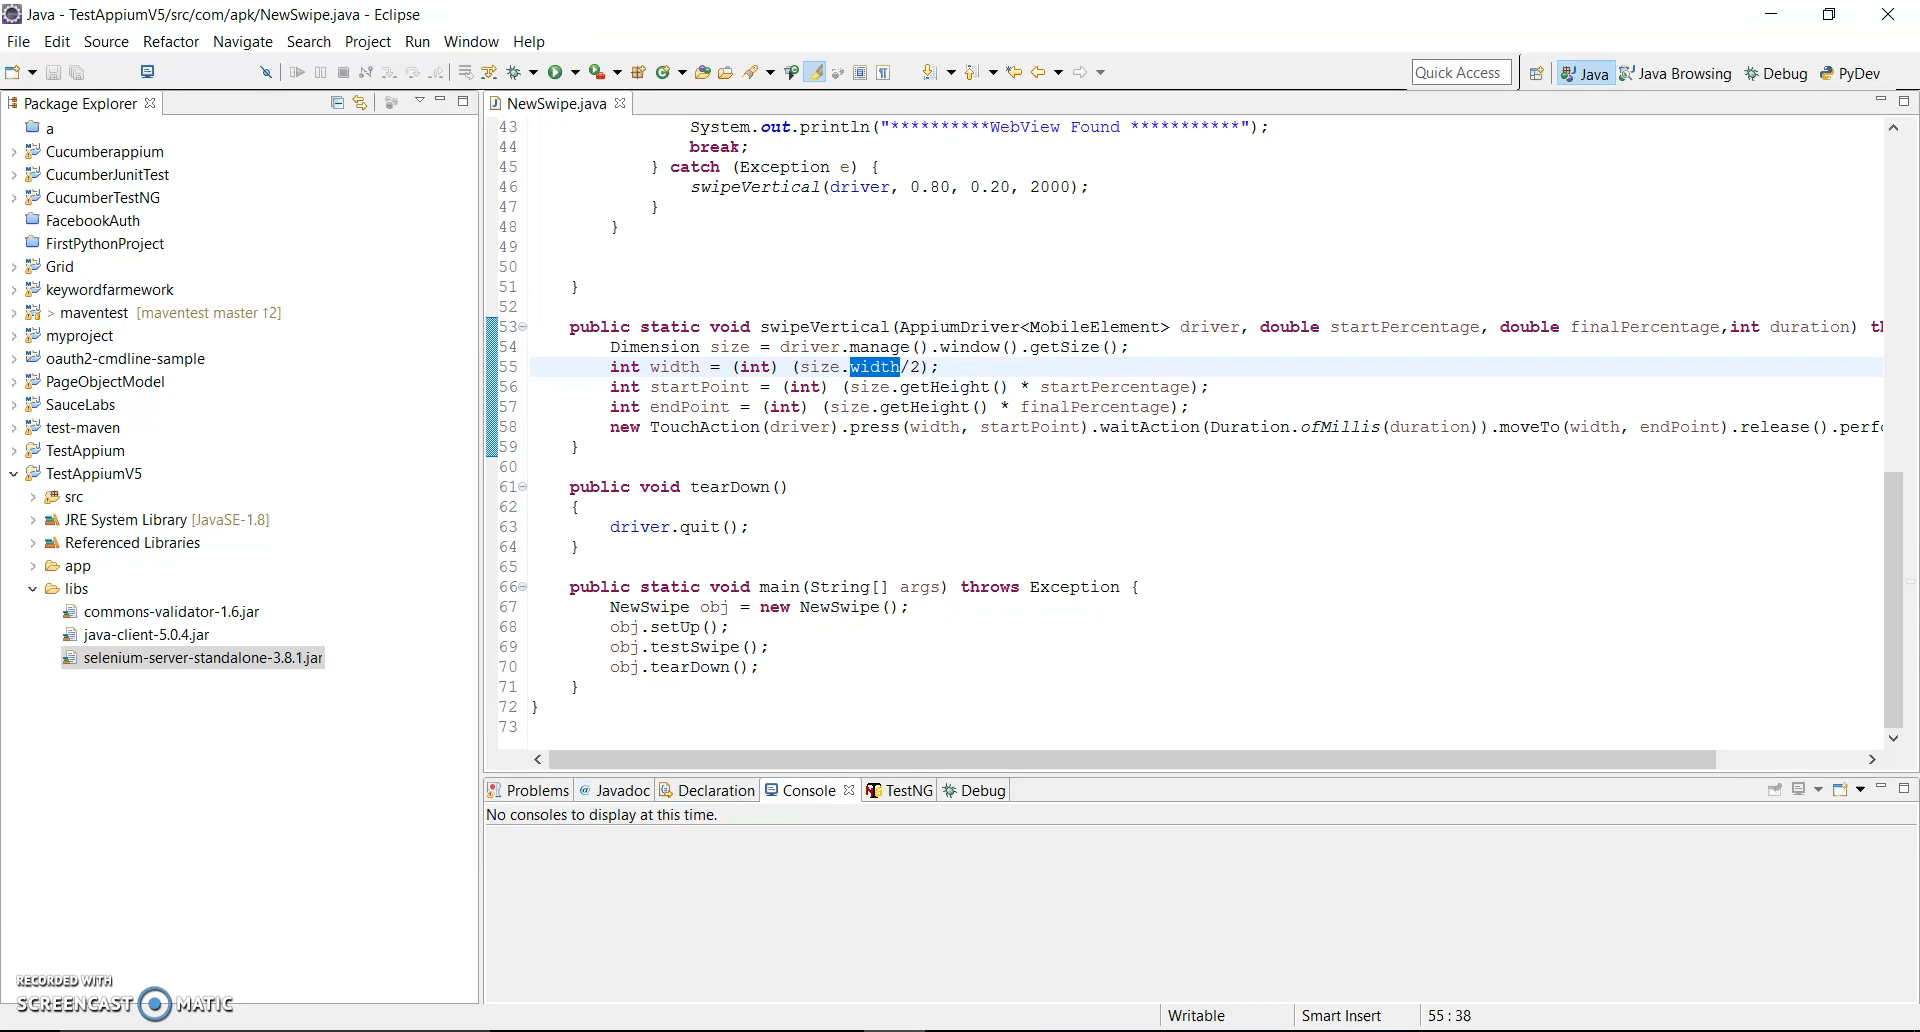 Java - TestAppiumV5/src/com/apk/NewSwipe.java - Eclipse
File Edit Source Refactor Navigate Search Project Run Window Help
Quick Access Java Java Browsing Debug PyDev
Package Explorer
a
Cucumberappium
CucumberJunitTest
CucumberTestNG
FacebookAuth
FirstPythonProject
Grid
keywordfarmework
> maventest [maventest master ↑2]
myproject
oauth2-cmdline-sample
PageObjectModel
SauceLabs
test-maven
TestAppium
TestAppiumV5
src
JRE System Library [JavaSE-1.8]
Referenced Libraries
app
libs
commons-validator-1.6.jar
java-client-5.0.4.jar
selenium-server-standalone-3.8.1.jar
NewSwipe.java
43 System.out.println("**********WebView Found ***********");
44 break;
45 } catch (Exception e) {
46 swipeVertical(driver, 0.80, 0.20, 2000);
47 }
48 }
49
50
51 }
52
53 public static void swipeVertical(AppiumDriver<MobileElement> driver, double startPercentage, double finalPercentage,int duration) th
54 Dimension size = driver.manage().window().getSize();
55 int width = (int) (size.width/2);
56 int startPoint = (int) (size.getHeight() * startPercentage);
57 int endPoint = (int) (size.getHeight() * finalPercentage);
58 new TouchAction(driver).press(width, startPoint).waitAction(Duration.ofMillis(duration)).moveTo(width, endPoint).release().perfo
59 }
60
61 public void tearDown()
62 {
63 driver.quit();
64 }
65
66 public static void main(String[] args) throws Exception {
67 NewSwipe obj = new NewSwipe();
68 obj.setUp();
69 obj.testSwipe();
70 obj.tearDown();
71 }
72 }
73
Problems @ Javadoc Declaration Console TestNG Debug
No consoles to display at this time.
RECORDED WITH
SCREENCAST MATIC
Writable Smart Insert 55 : 38